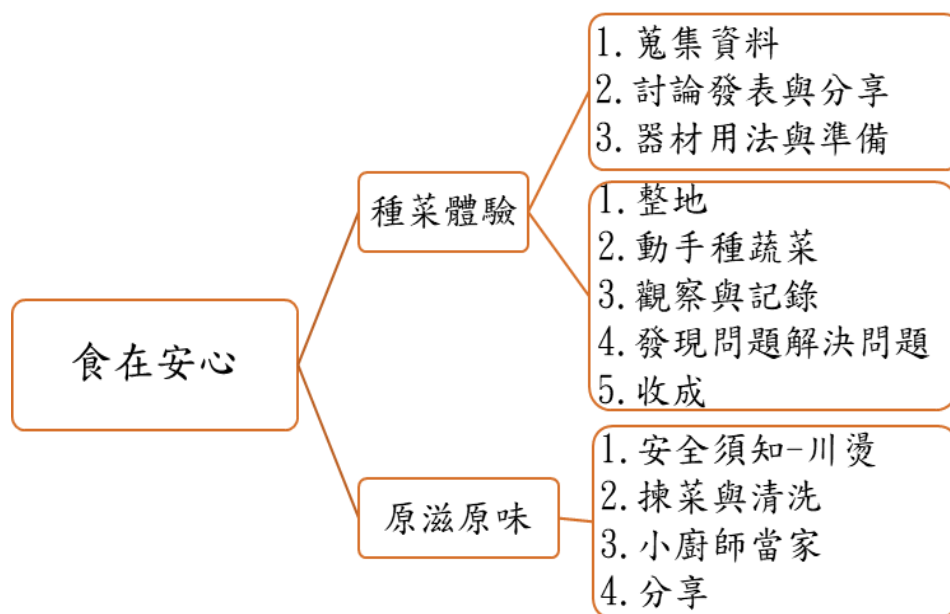 食在安心
種菜體驗
1.蒐集資料
2.討論發表與分享
3.器材用法與準備
1.整地
2.動手種蔬菜
3.觀察與記錄
4.發現問題解決問題
5.收成
原滋原味
1.安全須知-川燙
2.揀菜與清洗
3.小廚師當家
4.分享